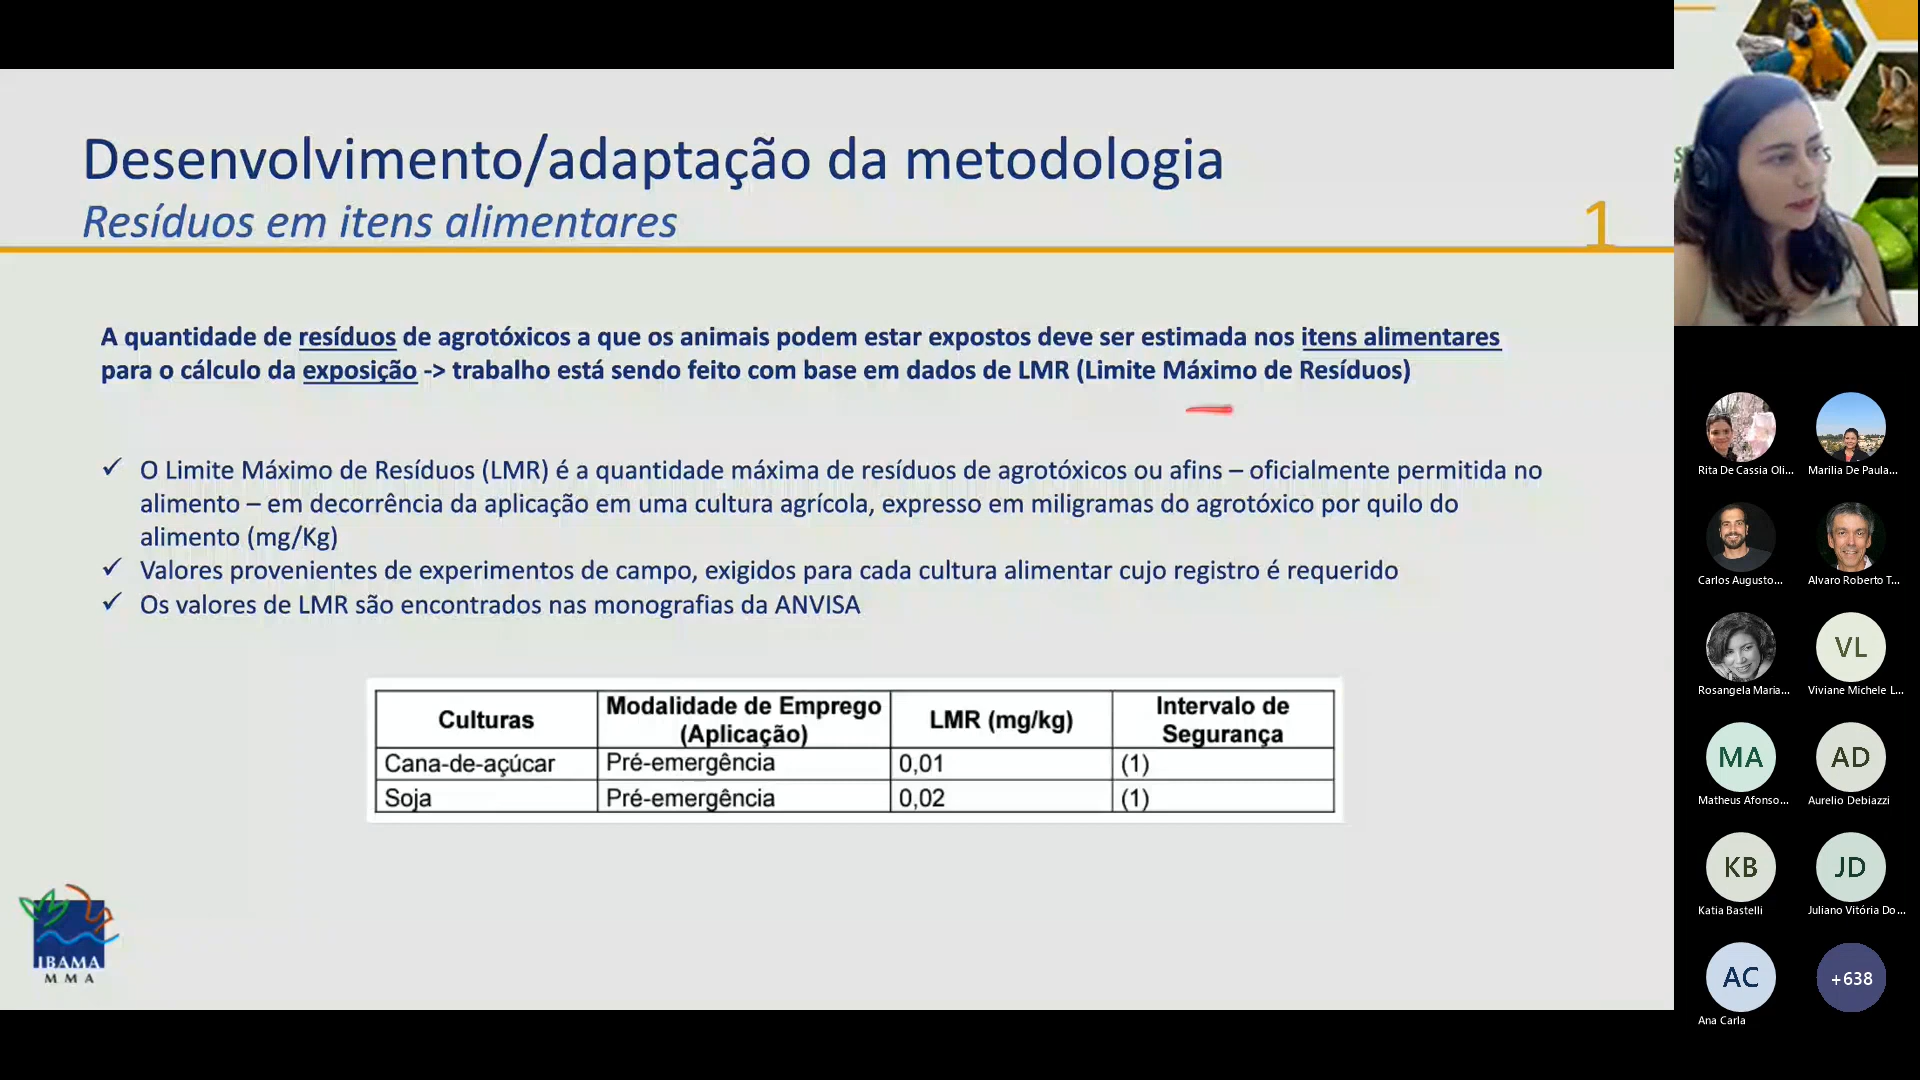 Desenvolvimento/adaptação da metodologia
Resíduos em itens alimentares
1
A quantidade de resíduos de agrotóxicos a que os animais podem estar expostos deve ser estimada nos itens alimentares
para o cálculo da exposição -> trabalho está sendo feito com base em dados de LMR (Limite Máximo de Resíduos)
✓ O Limite Máximo de Resíduos (LMR) é a quantidade máxima de resíduos de agrotóxicos ou afins – oficialmente permitida no
alimento – em decorrência da aplicação em uma cultura agrícola, expresso em miligramas do agrotóxico por quilo do
alimento (mg/Kg)
✓ Valores provenientes de experimentos de campo, exigidos para cada cultura alimentar cujo registro é requerido
✓ Os valores de LMR são encontrados nas monografias da ANVISA
Culturas Modalidade de Emprego (Aplicação) LMR (mg/kg) Intervalo de Segurança
Cana-de-açúcar Pré-emergência 0,01 (1)
Soja Pré-emergência 0,02 (1)
IBAMA
MMA
Rita De Cassia Oli... Marilia De Paula...
Carlos Augusto... Alvaro Roberto T...
VL
Rosangela Maria... Viviane Michele L...
MA AD
Matheus Afonso... Aurelio Debiazzi
KB JD
Katia Bastelli Juliano Vitória Do...
AC +638
Ana Carla